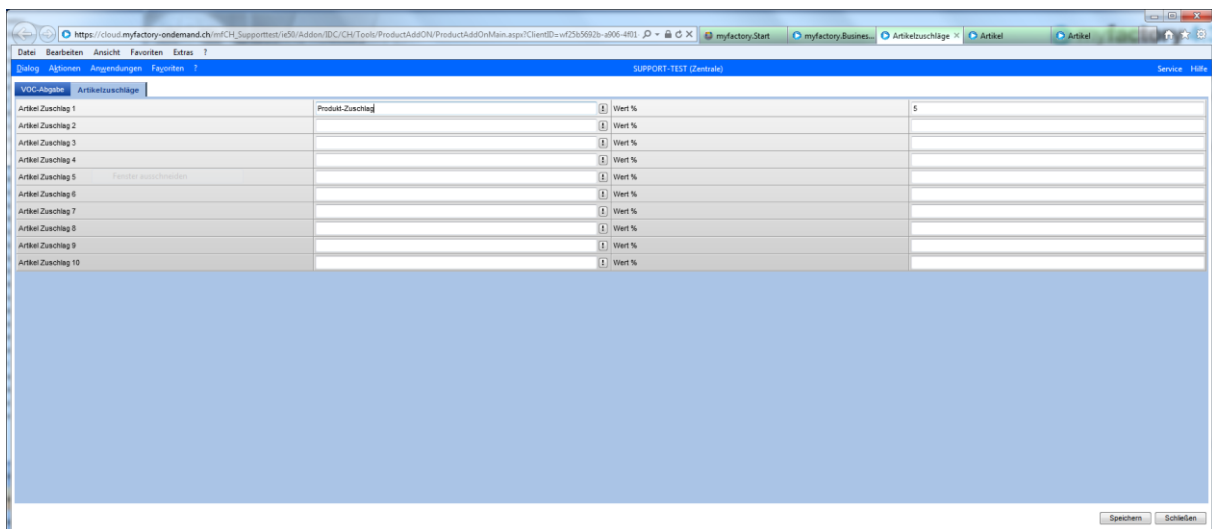 https://cloud.myfactory-ondemand.ch/mfCH_Supporttest/ie50/Addon/IDC/CH/Tools/ProductAddON/ProductAddOnMain.aspx?ClientID=wf25b5692b-a906-4f01- myfactory.Start myfactory.Busines... Artikelzuschläge Artikel Artikel
Datei Bearbeiten Ansicht Favoriten Extras ?
Dialog Aktionen Anwendungen Favoriten ? SUPPORT-TEST (Zentrale) Service Hilfe
VOC-Abgabe Artikelzuschläge
Artikel Zuschlag 1 Produkt-Zuschlag Wert % 5
Artikel Zuschlag 2 Wert %
Artikel Zuschlag 3 Wert %
Artikel Zuschlag 4 Wert %
Artikel Zuschlag 5 Fenster ausschneiden Wert %
Artikel Zuschlag 6 Wert %
Artikel Zuschlag 7 Wert %
Artikel Zuschlag 8 Wert %
Artikel Zuschlag 9 Wert %
Artikel Zuschlag 10 Wert %
Speichern Schließen